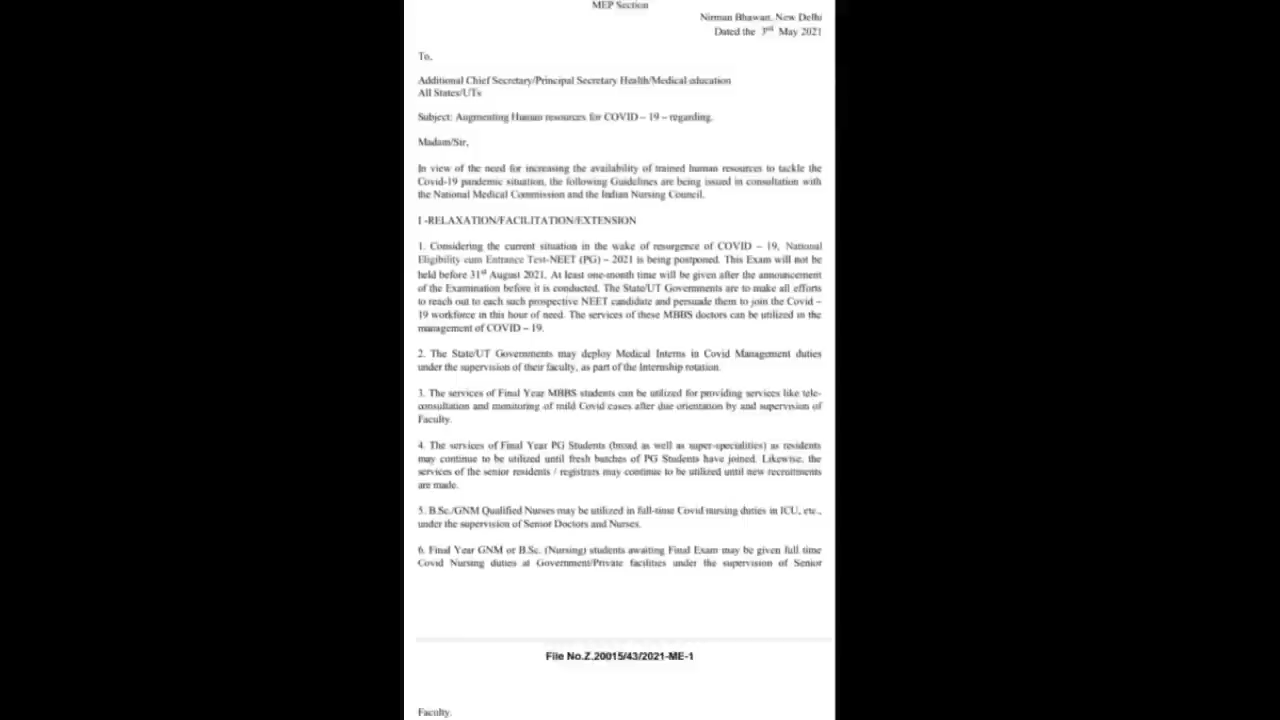 MEP Section
Nirman Bhawan, New Delhi
Dated the 3rd May 2021
To,
Additional Chief Secretary/Principal Secretary Health/Medical education
All States/UTs
Subject: Augmenting Human resources for COVID – 19 – regarding.
Madam/Sir,
In view of the need for increasing the availability of trained human resources to tackle the
Covid-19 pandemic situation, the following Guidelines are being issued in consultation with
the National Medical Commission and the Indian Nursing Council.
I -RELAXATION/FACILITATION/EXTENSION
1. Considering the current situation in the wake of resurgence of COVID – 19, National
Eligibility cum Entrance Test-NEET (PG) – 2021 is being postponed. This Exam will not be
held before 31st August 2021. At least one-month time will be given after the announcement
of the Examination before it is conducted. The State/UT Governments are to make all efforts
to reach out to each such prospective NEET candidate and persuade them to join the Covid –
19 workforce in this hour of need. The services of these MBBS doctors can be utilized in the
management of COVID – 19.
2. The State/UT Governments may deploy Medical Interns in Covid Management duties
under the supervision of their faculty, as part of the Internship rotation.
3. The services of Final Year MBBS students can be utilized for providing services like tele-
consultation and monitoring of mild Covid cases after due orientation by and supervision of
Faculty.
4. The services of Final Year PG Students (broad as well as super-specialities) as residents
may continue to be utilized until fresh batches of PG Students have joined. Likewise, the
services of the senior residents / registrars may continue to be utilized until new recruitments
are made.
5. B.Sc./GNM Qualified Nurses may be utilized in full-time Covid nursing duties in ICU, etc.,
under the supervision of Senior Doctors and Nurses.
6. Final Year GNM or B.Sc. (Nursing) students awaiting Final Exam may be given full time
Covid Nursing duties at Government/Private facilities under the supervision of Senior
File No.Z.20015/43/2021-ME-1
Faculty.